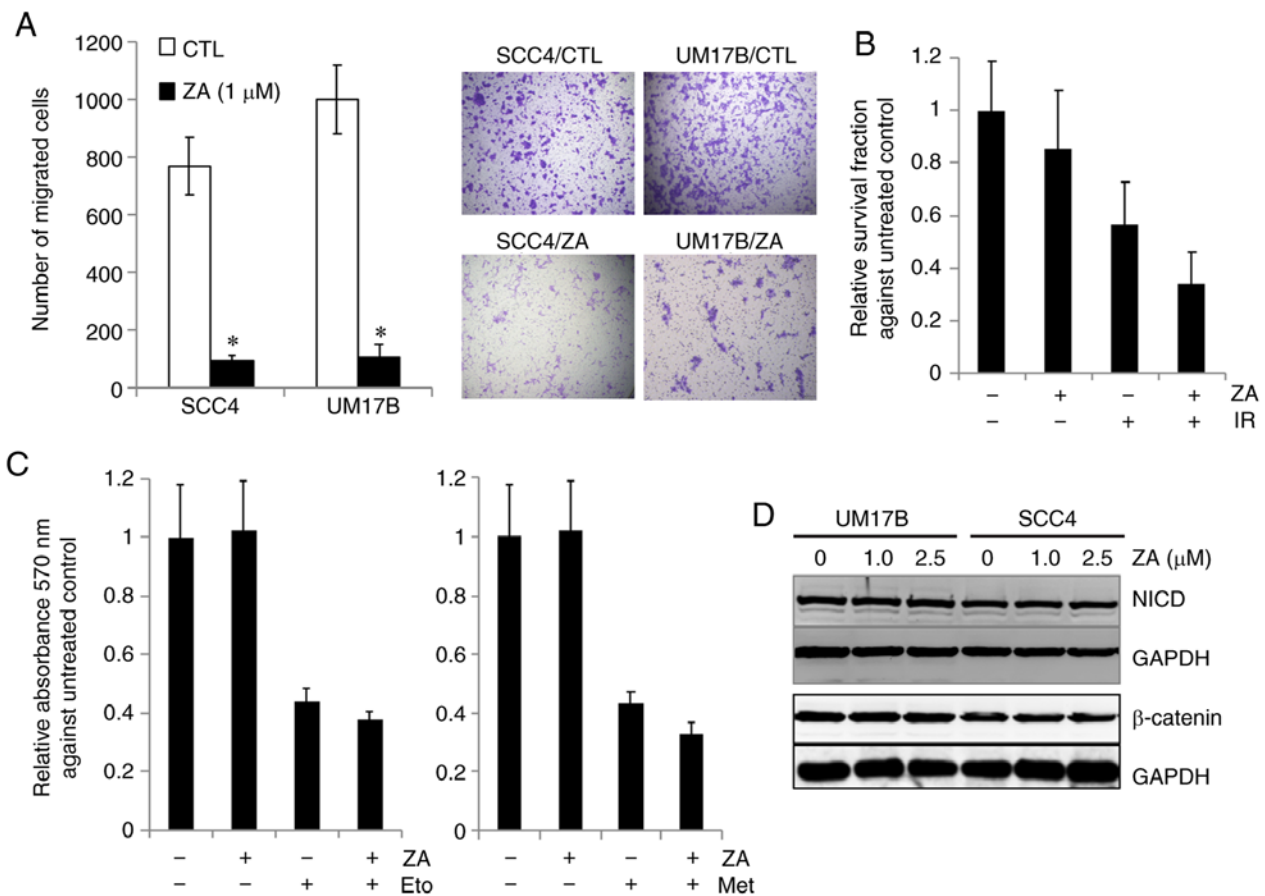 A
1200
1000
800
600
400
200
0
Number of migrated cells
CTL
ZA (1 μM)
*
*
SCC4
UM17B
SCC4/CTL
UM17B/CTL
SCC4/ZA
UM17B/ZA
B
1.2
1
0.8
0.6
0.4
0.2
0
Relative survival fraction
against untreated control
– + – + ZA
– – + + IR
C
1.2
1
0.8
0.6
0.4
0.2
0
Relative absorbance 570 nm
against untreated control
– + – + ZA
– – + + Eto
1.2
1
0.8
0.6
0.4
0.2
0
– + – + ZA
– – + + Met
D
UM17B SCC4
0 1.0 2.5 0 1.0 2.5 ZA (μM)
NICD
GAPDH
β-catenin
GAPDH